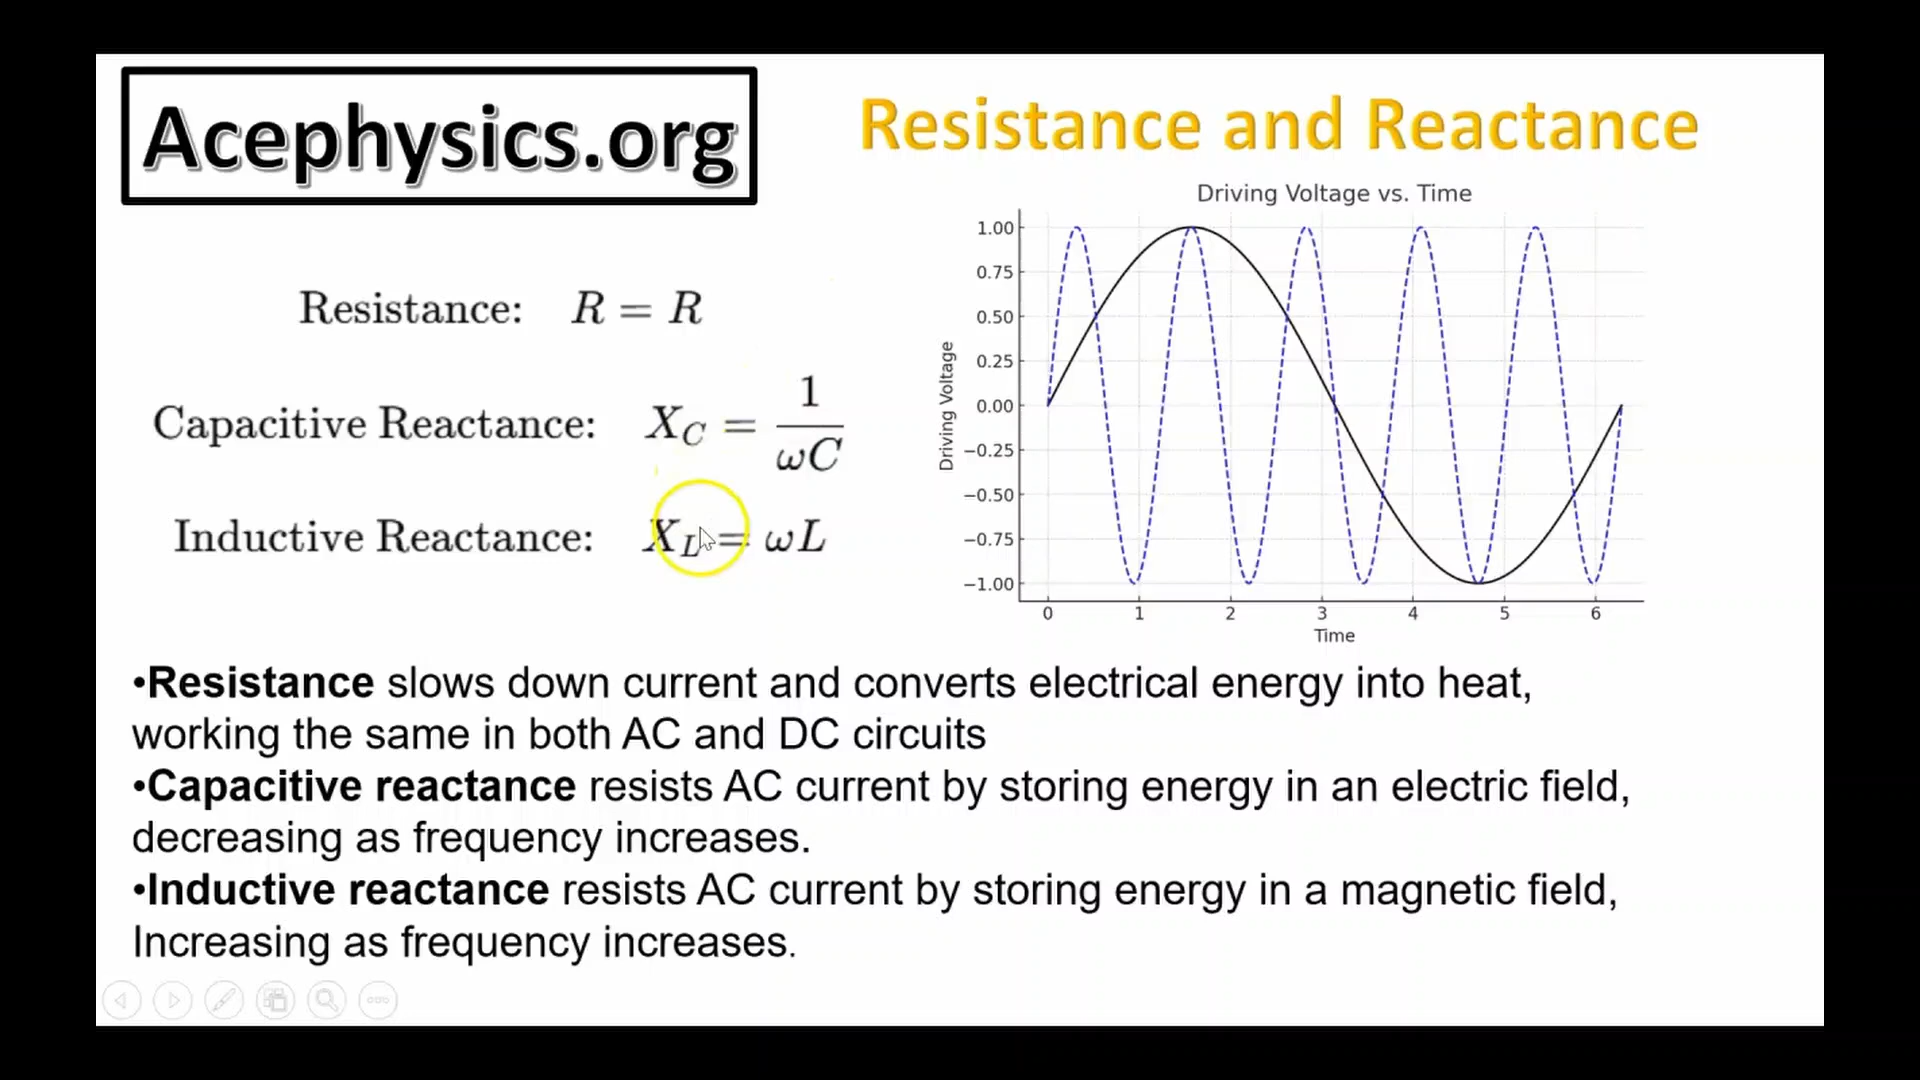 Acephysics.org
Resistance and Reactance
Resistance: R = R
Capacitive Reactance: X_C = 1/ωC
Inductive Reactance: X_L = ωL
Driving Voltage vs. Time
1.00
0.75
0.50
0.25
0.00
−0.25
−0.50
−0.75
−1.00
Driving Voltage
0 1 2 3 4 5 6
Time
•Resistance slows down current and converts electrical energy into heat,
working the same in both AC and DC circuits
•Capacitive reactance resists AC current by storing energy in an electric field,
decreasing as frequency increases.
•Inductive reactance resists AC current by storing energy in a magnetic field,
Increasing as frequency increases.